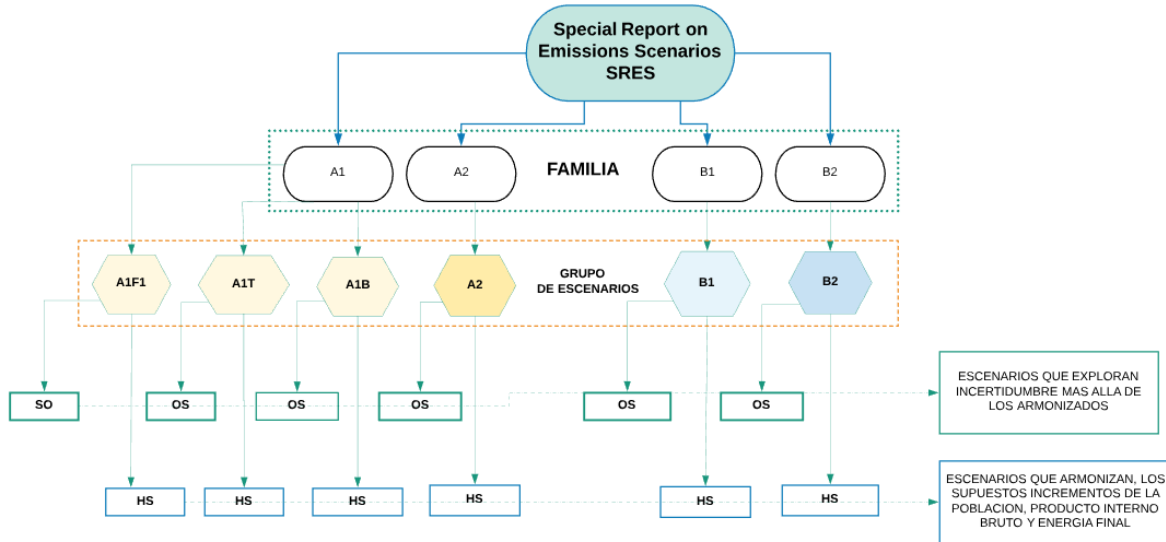 Special Report on
Emissions Scenarios
SRES
A1
A2
FAMILIA
B1
B2
A1F1
A1T
A1B
A2
GRUPO
DE ESCENARIOS
B1
B2
SO
OS
OS
OS
OS
OS
ESCENARIOS QUE EXPLORAN
INCERTIDUMBRE MAS ALLA DE
LOS ARMONIZADOS
HS
HS
HS
HS
HS
HS
ESCENARIOS QUE ARMONIZAN, LOS
SUPUESTOS INCREMENTOS DE LA
POBLACION, PRODUCTO INTERNO
BRUTO Y ENERGIA FINAL